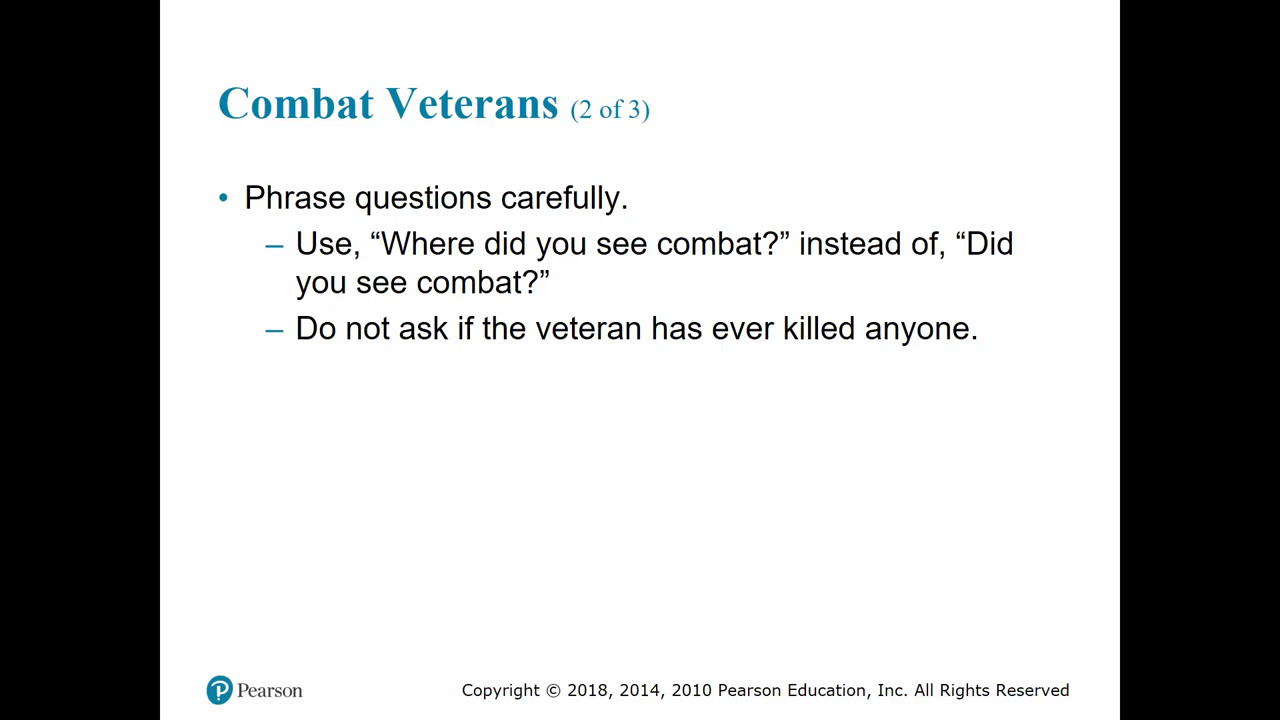 Combat Veterans (2 of 3)
• Phrase questions carefully.
– Use, “Where did you see combat?” instead of, “Did
you see combat?”
– Do not ask if the veteran has ever killed anyone.
Pearson
Copyright © 2018, 2014, 2010 Pearson Education, Inc. All Rights Reserved